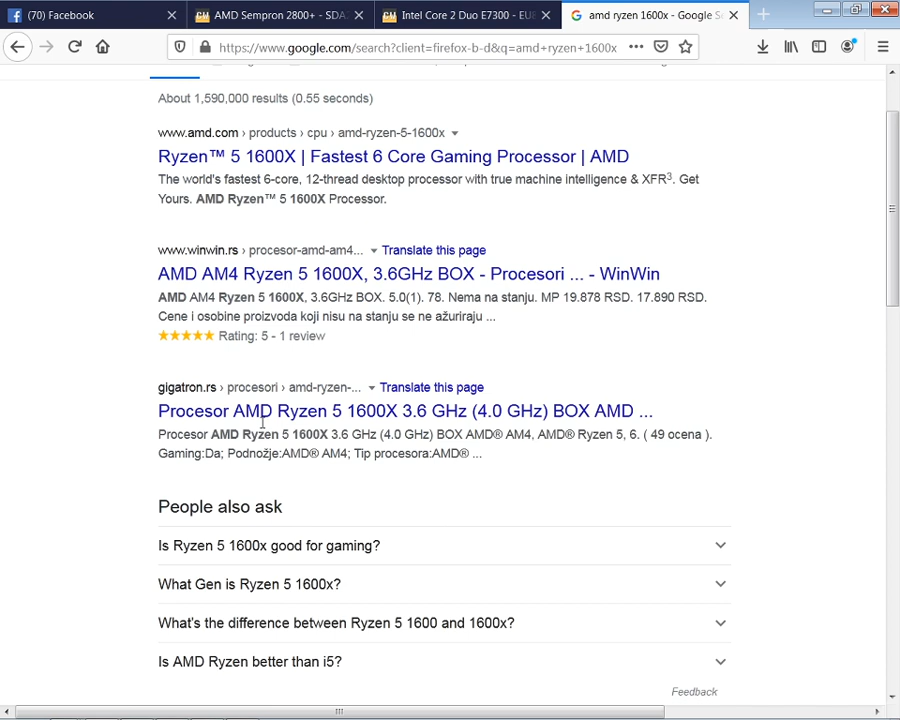 (70) Facebook
AMD Sempron 2800+ - SDA
Intel Core 2 Duo E7300 - EU8
amd ryzen 1600x - Google Se
https://www.google.com/search?client=firefox-b-d&q=amd+ryzen+1600x
About 1,590,000 results (0.55 seconds)
www.amd.com › products › cpu › amd-ryzen-5-1600x
Ryzen™ 5 1600X | Fastest 6 Core Gaming Processor | AMD
The world's fastest 6-core, 12-thread desktop processor with true machine intelligence & XFR³. Get
Yours. AMD Ryzen™ 5 1600X Processor.
www.winwin.rs › procesor-amd-am4... Translate this page
AMD AM4 Ryzen 5 1600X, 3.6GHz BOX - Procesori ... - WinWin
AMD AM4 Ryzen 5 1600X, 3.6GHz BOX. 5.0(1). 78. Nema na stanju. MP 19.878 RSD. 17.890 RSD.
Cene i osobine proizvoda koji nisu na stanju se ne ažuriraju ...
Rating: 5 - 1 review
gigatron.rs › procesori › amd-ryzen-... Translate this page
Procesor AMD Ryzen 5 1600X 3.6 GHz (4.0 GHz) BOX AMD ...
Procesor AMD Ryzen 5 1600X 3.6 GHz (4.0 GHz) BOX AMD® AM4, AMD® Ryzen 5, 6. ( 49 ocena ).
Gaming:Da; Podnožje:AMD® AM4; Tip procesora:AMD® ...
People also ask
Is Ryzen 5 1600x good for gaming?
What Gen is Ryzen 5 1600x?
What's the difference between Ryzen 5 1600 and 1600x?
Is AMD Ryzen better than i5?
Feedback